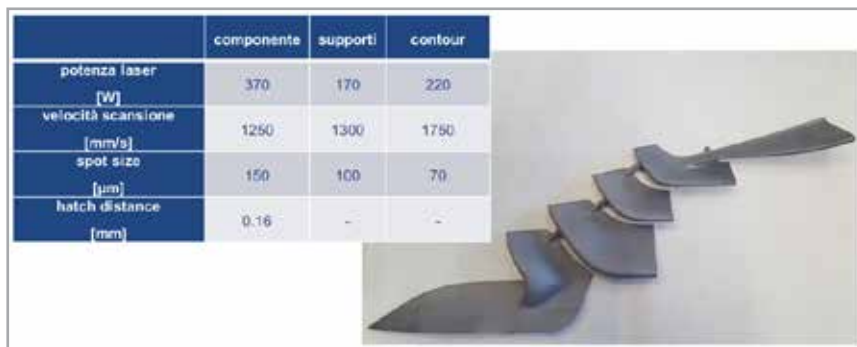 componente supporti contour
potenza laser
[W]
370 170 220
velocità scansione
[mm/s]
1250 1300 1750
spot size
[µm]
150 100 70
hatch distance
[mm]
0.16 - -